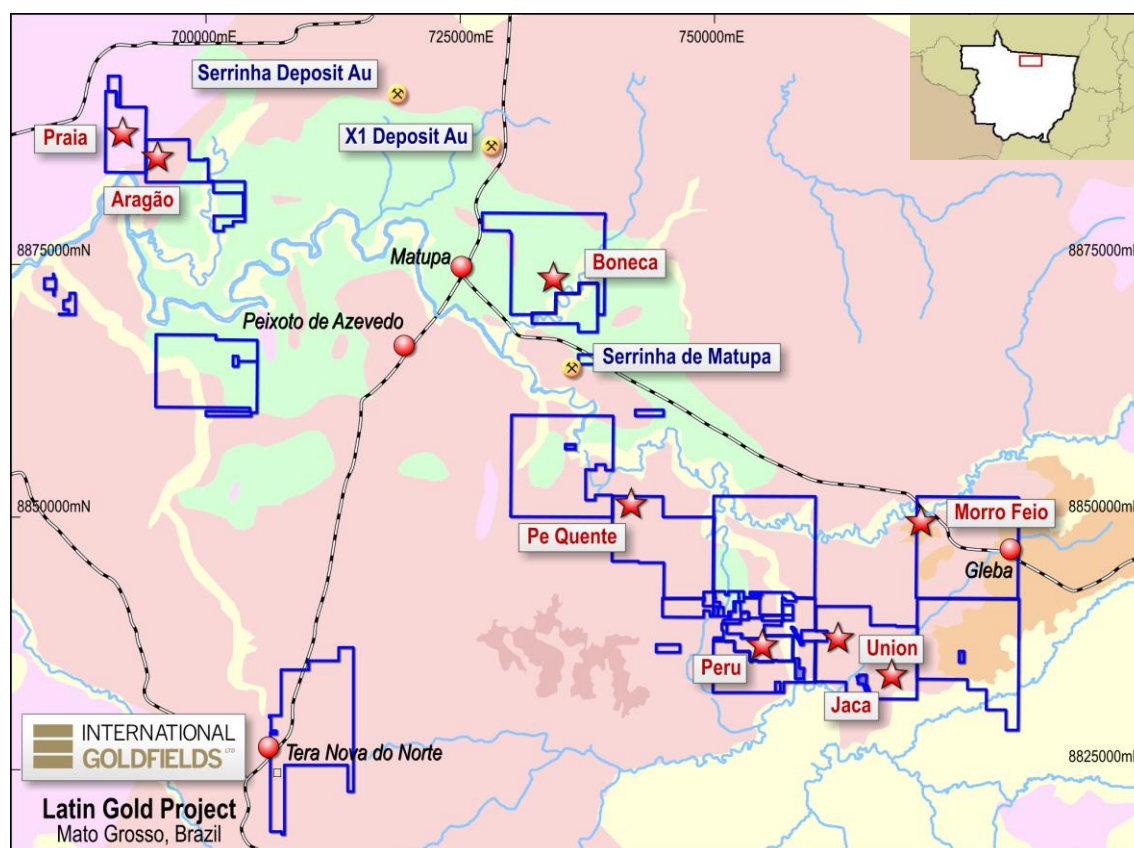 700000mE
725000mE
750000mE
Serrinha Deposit Au
X1 Deposit Au
Praia
Aragão
8875000mN
8875000mN
Matupa
Boneca
Peixoto de Azevedo
Serrinha de Matupa
8850000mN
8850000mN
Morro Feio
Pe Quente
Gleba
Peru
Union
Jaca
INTERNATIONAL
GOLDFIELDS LTD
Tera Nova do Norte
8825000mN
Latin Gold Project
Mato Grosso, Brazil